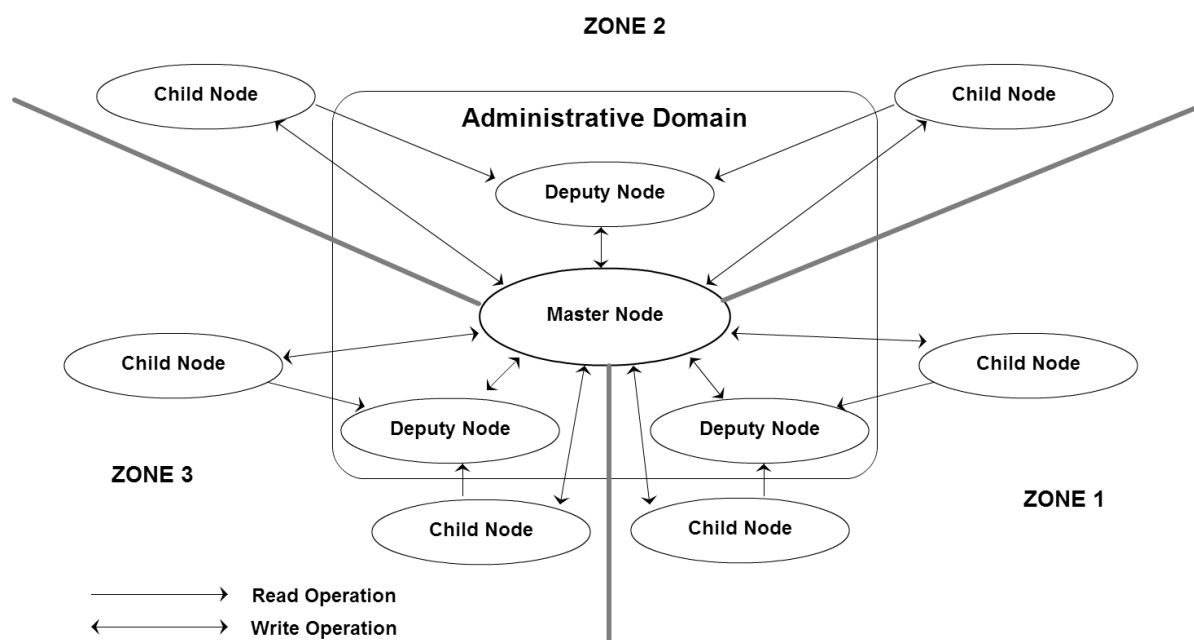 ZONE 2
Child Node
Child Node
Administrative Domain
Deputy Node
Master Node
Child Node
Child Node
Deputy Node
Deputy Node
ZONE 3
ZONE 1
Child Node
Child Node
Read Operation
Write Operation